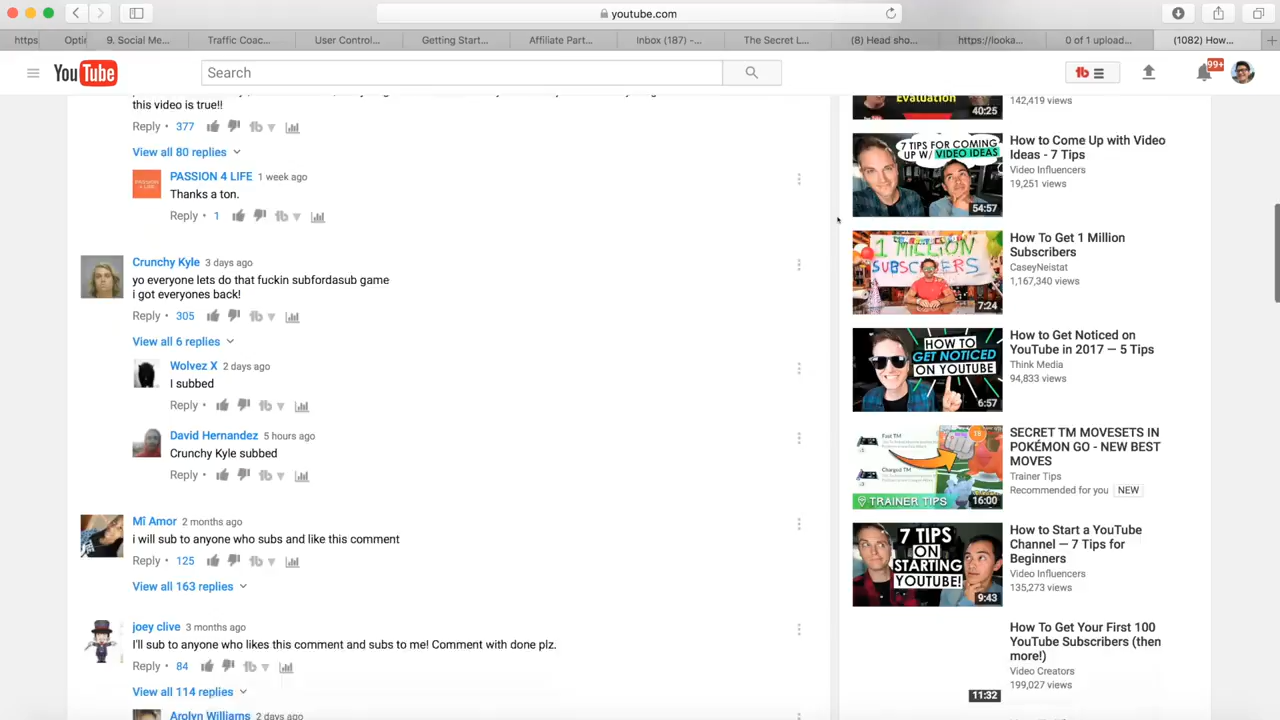 youtube.com
https
Opti
9. Social Me...
Traffic Coac...
User Control...
Getting Start...
Affiliate Part...
Inbox (187) -...
The Secret L...
(8) Head sho...
https://looka...
0 of 1 upload...
(1082) How...
YouTube
Search
tb
99+
this video is true!!
Reply • 377
tb
View all 80 replies
PASSION 4 LIFE 1 week ago
Thanks a ton.
Reply • 1
tb
Crunchy Kyle 3 days ago
yo everyone lets do that fuckin subfordasub game
i got everyones back!
Reply • 305
tb
View all 6 replies
Wolvez X 2 days ago
I subbed
Reply •
tb
David Hernandez 5 hours ago
Crunchy Kyle subbed
Reply •
tb
Mî Amor 2 months ago
i will sub to anyone who subs and like this comment
Reply • 125
tb
View all 163 replies
joey clive 3 months ago
I'll sub to anyone who likes this comment and subs to me! Comment with done plz.
Reply • 84
tb
View all 114 replies
Arolyn Williams 2 days ago
Evaluation
40:25
142,419 views
7 TIPS FOR COMING
UP W/ VIDEO IDEAS
54:57
How to Come Up with Video
Ideas - 7 Tips
Video Influencers
19,251 views
1 MILLION
SUBSCRIBERS
7:24
How To Get 1 Million
Subscribers
CaseyNeistat
1,167,340 views
HOW TO
GET NOTICED
ON YOUTUBE
6:57
How to Get Noticed on
YouTube in 2017 — 5 Tips
Think Media
94,833 views
Fast TM
Charged TM
TRAINER TIPS
16:00
SECRET TM MOVESETS IN
POKÉMON GO - NEW BEST
MOVES
Trainer Tips
Recommended for you NEW
7 TIPS
ON
STARTING
YOUTUBE!
9:43
How to Start a YouTube
Channel — 7 Tips for
Beginners
Video Influencers
135,273 views
11:32
How To Get Your First 100
YouTube Subscribers (then
more!)
Video Creators
199,027 views